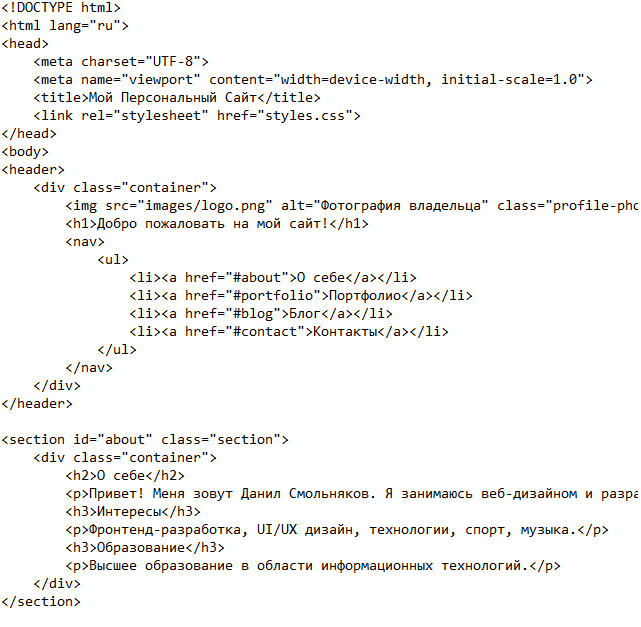 <!DOCTYPE html>
<html lang="ru">
<head>
    <meta charset="UTF-8">
    <meta name="viewport" content="width=device-width, initial-scale=1.0">
    <title>Мой Персональный Сайт</title>
    <link rel="stylesheet" href="styles.css">
</head>
<body>
<header>
    <div class="container">
        <img src="images/logo.png" alt="Фотография владельца" class="profile-pho
        <h1>Добро пожаловать на мой сайт!</h1>
        <nav>
            <ul>
                <li><a href="#about">О себе</a></li>
                <li><a href="#portfolio">Портфолио</a></li>
                <li><a href="#blog">Блог</a></li>
                <li><a href="#contact">Контакты</a></li>
            </ul>
        </nav>
    </div>
</header>

<section id="about" class="section">
    <div class="container">
        <h2>О себе</h2>
        <p>Привет! Меня зовут Данил Смольняков. Я занимаюсь веб-дизайном и разра
        <h3>Интересы</h3>
        <p>Фронтенд-разработка, UI/UX дизайн, технологии, спорт, музыка.</p>
        <h3>Образование</h3>
        <p>Высшее образование в области информационных технологий.</p>
    </div>
</section>